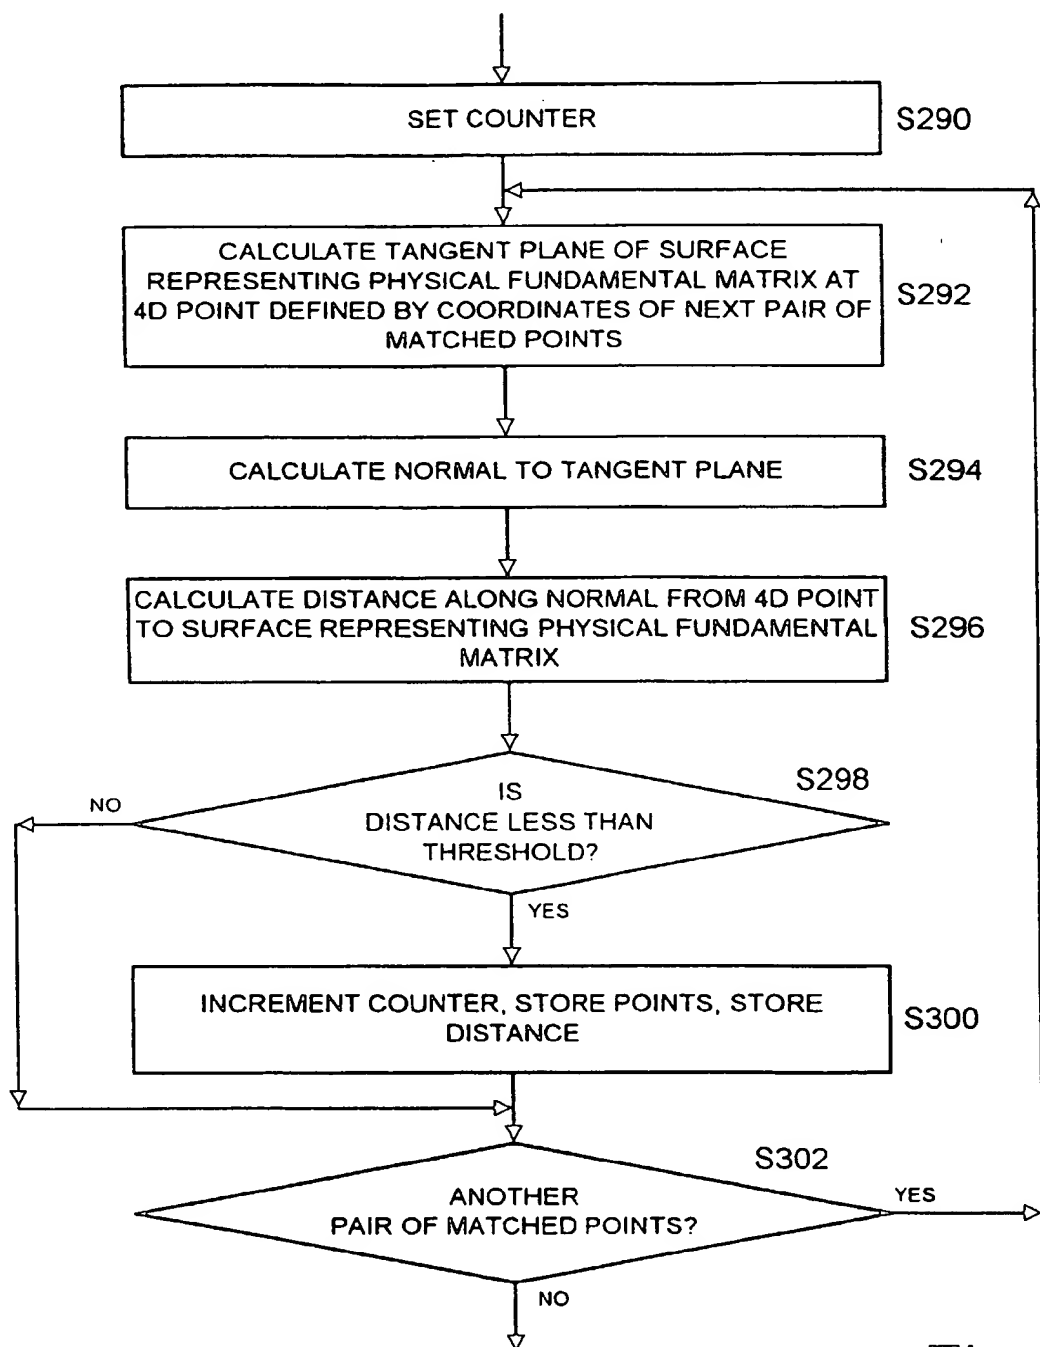 SET COUNTER
S290
CALCULATE TANGENT PLANE OF SURFACE
REPRESENTING PHYSICAL FUNDAMENTAL MATRIX AT
4D POINT DEFINED BY COORDINATES OF NEXT PAIR OF
MATCHED POINTS
S292
CALCULATE NORMAL TO TANGENT PLANE
S294
CALCULATE DISTANCE ALONG NORMAL FROM 4D POINT
TO SURFACE REPRESENTING PHYSICAL FUNDAMENTAL
MATRIX
S296
S298
NO
IS
DISTANCE LESS THAN
THRESHOLD?
YES
INCREMENT COUNTER, STORE POINTS, STORE
DISTANCE
S300
S302
ANOTHER
PAIR OF MATCHED POINTS?
YES
NO